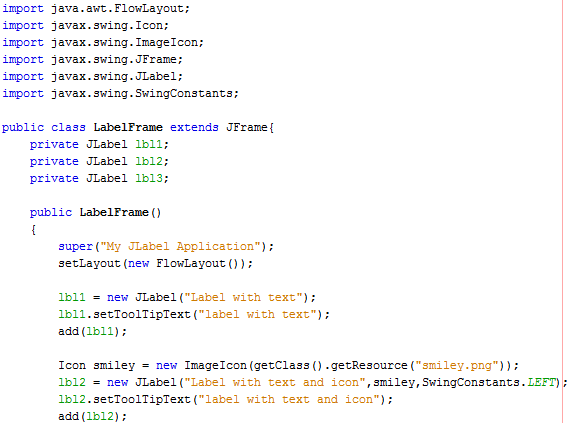 import java.awt.FlowLayout;
import javax.swing.Icon;
import javax.swing.ImageIcon;
import javax.swing.JFrame;
import javax.swing.JLabel;
import javax.swing.SwingConstants;
public class LabelFrame extends JFrame{
private JLabel lbl1;
private JLabel lbl2;
private JLabel lbl3;
public LabelFrame()
{
super("My JLabel Application");
setLayout(new FlowLayout());
lbl1 = new JLabel("Label with text");
lbl1.setToolTipText("label with text");
add(lbl1);
Icon smiley = new ImageIcon(getClass().getResource("smiley.png"));
lbl2 = new JLabel("Label with text and icon",smiley,SwingConstants.LEFT);
lbl2.setToolTipText("label with text and icon");
add(lbl2);